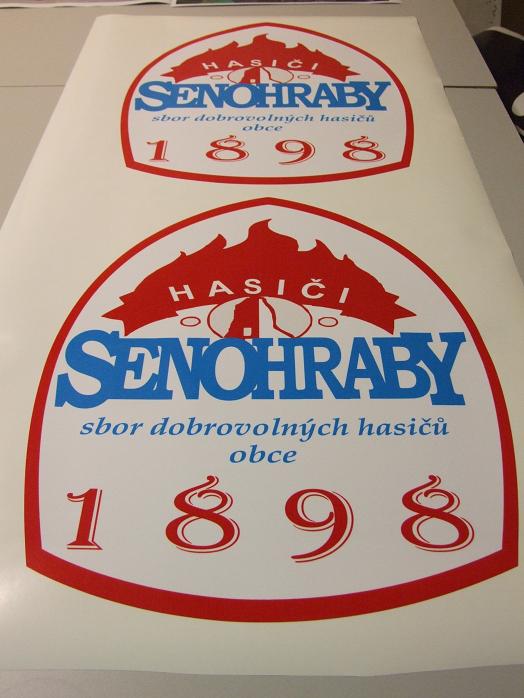 HASIČI
SENOHRABY
sbor dobrovolných hasičů
obce
1898
HASIČI
SENOHRABY
sbor dobrovolných hasičů
obce
1898